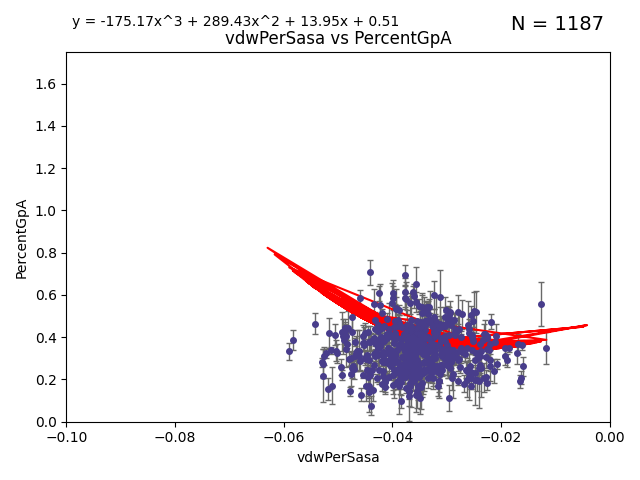 y = -175.17x^3 + 289.43x^2 + 13.95x + 0.51
N = 1187
vdwPerSasa vs PercentGpA
PercentGpA
1.6
1.4
1.2
1.0
0.8
0.6
0.4
0.2
0.0
−0.10 −0.08 −0.06 −0.04 −0.02 0.00
vdwPerSasa